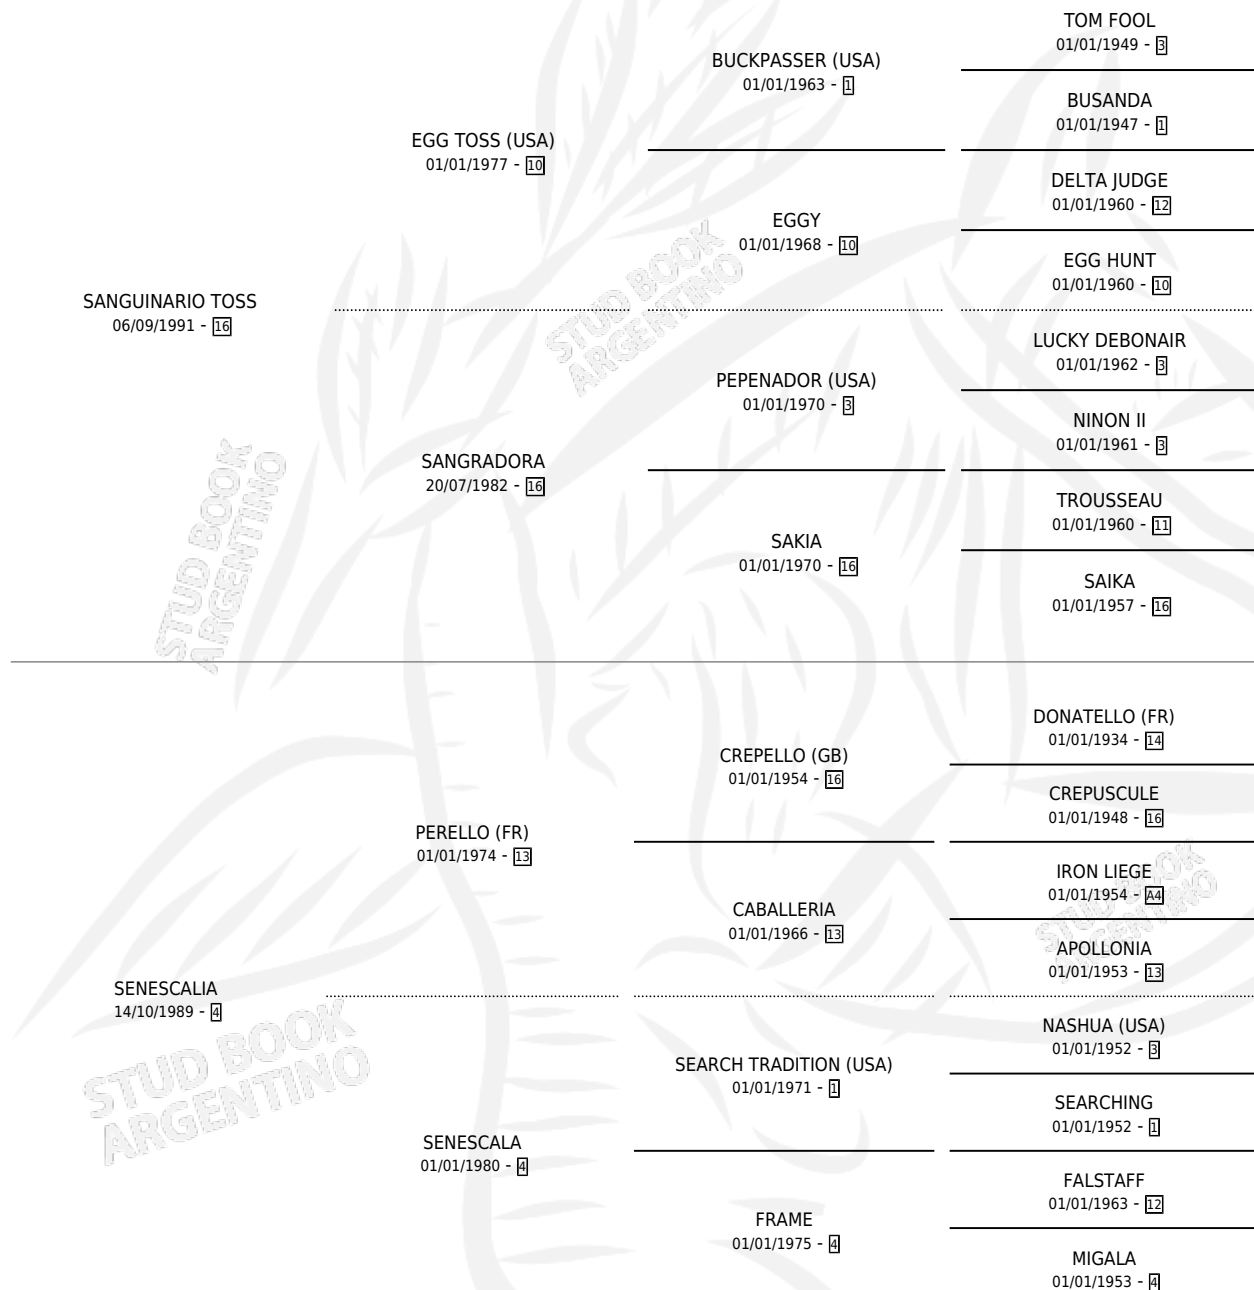 TOM FOOL
01/01/1949 - 3
BUCKPASSER (USA)
01/01/1963 - 1
BUSANDA
01/01/1947 - 1
EGG TOSS (USA)
01/01/1977 - 10
DELTA JUDGE
01/01/1960 - 12
EGGY
01/01/1968 - 10
EGG HUNT
01/01/1960 - 10
SANGUINARIO TOSS
06/09/1991 - 16
LUCKY DEBONAIR
01/01/1962 - 3
PEPENADOR (USA)
01/01/1970 - 3
NINON II
01/01/1961 - 3
SANGRADORA
20/07/1982 - 16
TROUSSEAU
01/01/1960 - 11
SAKIA
01/01/1970 - 16
SAIKA
01/01/1957 - 16
DONATELLO (FR)
01/01/1934 - 14
CREPELLO (GB)
01/01/1954 - 16
CREPUSCULE
01/01/1948 - 16
PERELLO (FR)
01/01/1974 - 13
IRON LIEGE
01/01/1954 - A4
CABALLERIA
01/01/1966 - 13
APOLLONIA
01/01/1953 - 13
SENESCALIA
14/10/1989 - 4
NASHUA (USA)
01/01/1952 - 3
SEARCH TRADITION (USA)
01/01/1971 - 1
SEARCHING
01/01/1952 - 1
SENESCALA
01/01/1980 - 4
FALSTAFF
01/01/1963 - 12
FRAME
01/01/1975 - 4
MIGALA
01/01/1953 - 4
STUD BOOK
ARGENTINO
STUD BOOK
ARGENTINO
STUD BOOK
ARGENTINO
STUD BOOK
ARGENTINO